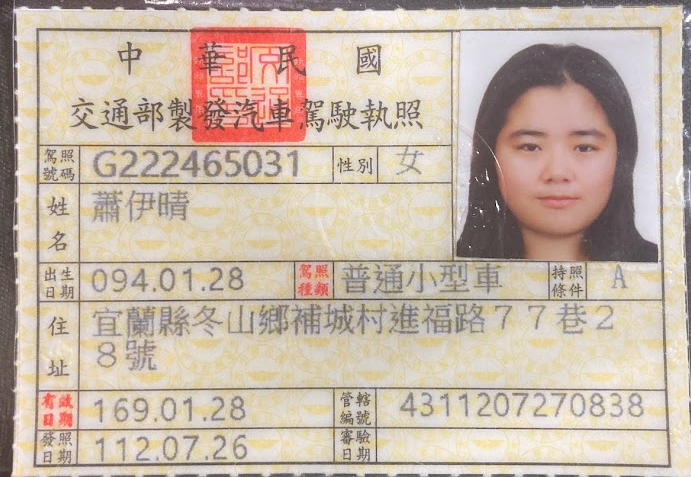 中華民國
交通部製發汽車駕駛執照
駕照號碼 G222465031 性別 女
姓名 蕭伊晴
出生日期 094.01.28 駕照種類 普通小型車 持照條件 A
住址 宜蘭縣冬山鄉補城村進福路77巷2
8號
有效日期 169.01.28 管轄編號 4311207270838
發照日期 112.07.26 審驗日期